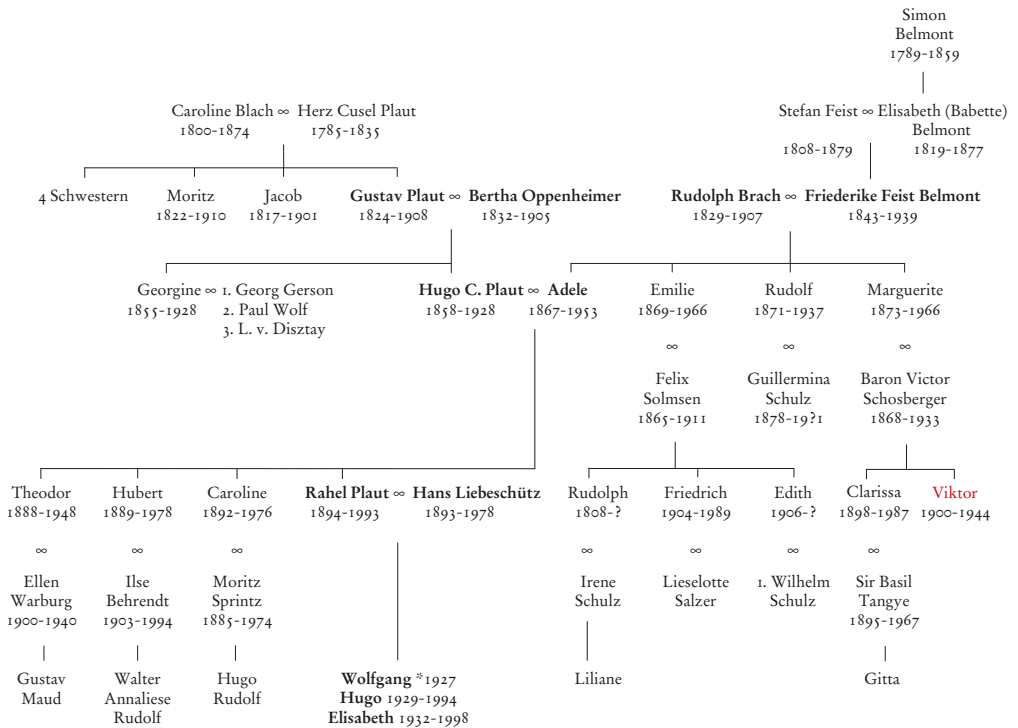 Simon
Belmont
1789-1859
Caroline Blach ∞ Herz Cusel Plaut
1800-1874 1785-1835
Stefan Feist ∞ Elisabeth (Babette)
Belmont
1808-1879 1819-1877
4 Schwestern
Moritz
1822-1910
Jacob
1817-1901
Gustav Plaut ∞ Bertha Oppenheimer
1824-1908 1832-1905
Rudolph Brach ∞ Friederike Feist Belmont
1829-1907 1843-1939
Georgine ∞ 1. Georg Gerson
1855-1928 2. Paul Wolf
3. L. v. Disztay
Hugo C. Plaut ∞ Adele
1858-1928 1867-1953
Emilie
1869-1966
∞
Felix
Solmsen
1865-1911
Rudolf
1871-1937
∞
Guillermina
Schulz
1878-19?1
Marguerite
1873-1966
∞
Baron Victor
Schosberger
1868-1933
Theodor
1888-1948
∞
Ellen
Warburg
1900-1940
Gustav
Maud
Hubert
1889-1978
∞
Ilse
Behrendt
1903-1994
Walter
Annaliese
Rudolf
Caroline
1892-1976
∞
Moritz
Sprintz
1885-1974
Hugo
Rudolf
Rahel Plaut ∞ Hans Liebeschütz
1894-1993 1893-1978
Wolfgang *1927
Hugo 1929-1994
Elisabeth 1932-1998
Rudolph
1808-?
∞
Irene
Schulz
Liliane
Friedrich
1904-1989
∞
Lieselotte
Salzer
Edith
1906-?
∞
1. Wilhelm
Schulz
Clarissa
1898-1987
∞
Sir Basil
Tangye
1895-1967
Gitta
Viktor
1900-1944